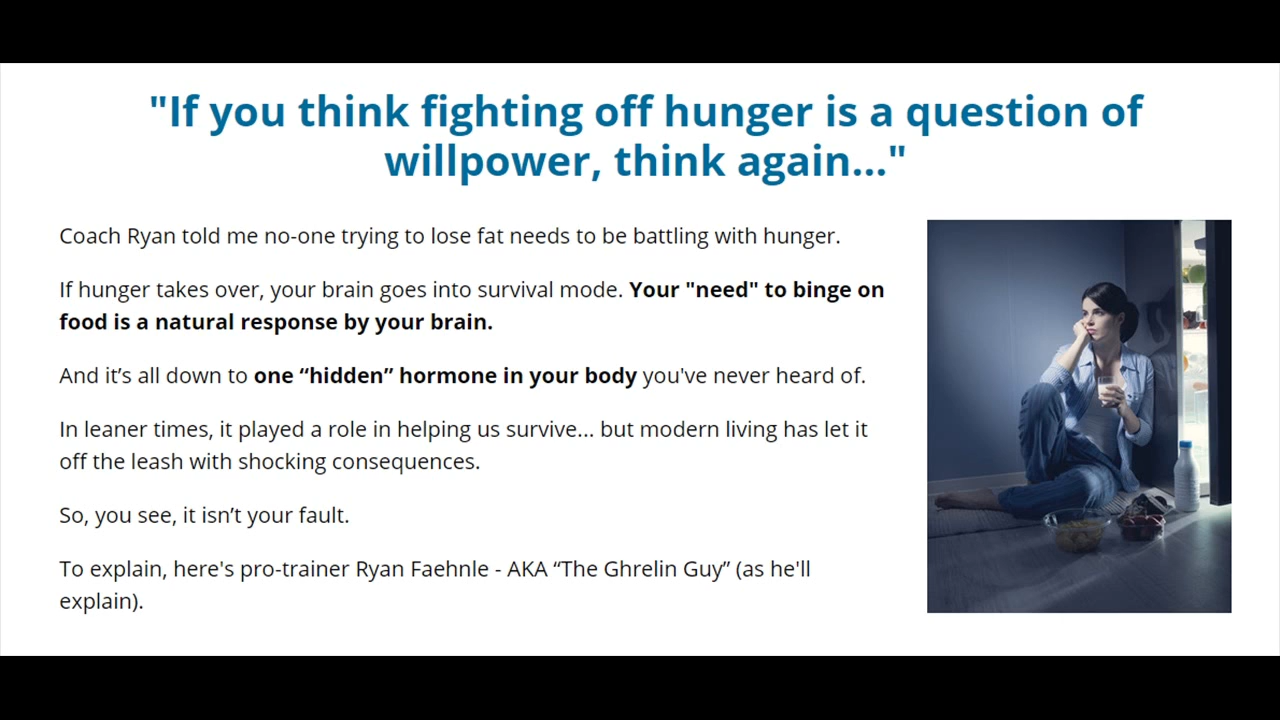 "If you think fighting off hunger is a question of
willpower, think again..."
Coach Ryan told me no-one trying to lose fat needs to be battling with hunger.
If hunger takes over, your brain goes into survival mode. Your "need" to binge on
food is a natural response by your brain.
And it’s all down to one “hidden” hormone in your body you've never heard of.
In leaner times, it played a role in helping us survive... but modern living has let it
off the leash with shocking consequences.
So, you see, it isn’t your fault.
To explain, here's pro-trainer Ryan Faehnle - AKA “The Ghrelin Guy” (as he'll
explain).